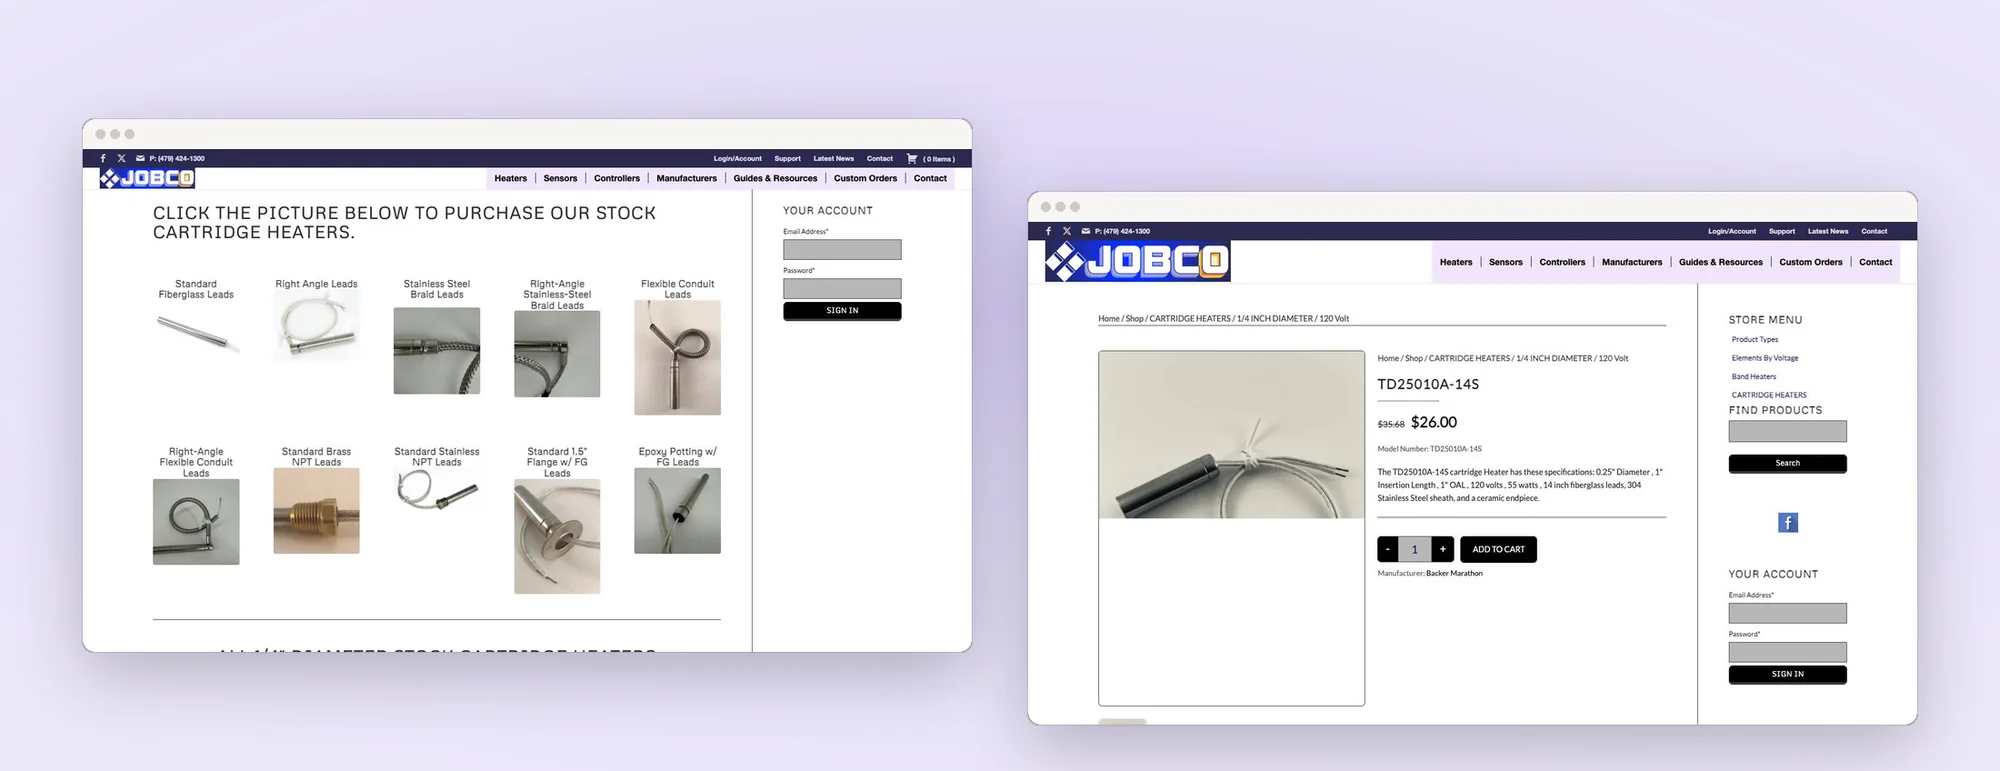 P: (479) 424-1300
Login/Account Support Latest News Contact ( 0 Items )
JOBCO
Heaters Sensors Controllers Manufacturers Guides & Resources Custom Orders Contact
CLICK THE PICTURE BELOW TO PURCHASE OUR STOCK
CARTRIDGE HEATERS.
Standard
Fiberglass Leads
Right Angle Leads
Stainless Steel
Braid Leads
Right-Angle
Stainless-Steel
Braid Leads
Flexible Conduit
Leads
Right-Angle
Flexible Conduit
Leads
Standard Brass
NPT Leads
Standard Stainless
NPT Leads
Standard 1.5"
Flange w/ FG
Leads
Epoxy Potting w/
FG Leads
ALL 1/4" DIAMETER STOCK CARTRIDGE HEATERS
YOUR ACCOUNT
Email Address*
Password*
SIGN IN
P: (479) 424-1300
Login/Account Support Latest News Contact
JOBCO
Heaters Sensors Controllers Manufacturers Guides & Resources Custom Orders Contact
Home / Shop / CARTRIDGE HEATERS / 1/4 INCH DIAMETER / 120 Volt
Home / Shop / CARTRIDGE HEATERS / 1/4 INCH DIAMETER / 120 Volt
TD25010A-14S
$35.68 $26.00
Model Number: TD25010A-14S
The TD25010A-14S cartridge Heater has these specifications: 0.25" Diameter , 1"
Insertion Length , 1" OAL , 120 volts , 55 watts , 14 inch fiberglass leads, 304
Stainless Steel sheath, and a ceramic endpiece.
- 1 + ADD TO CART
Manufacturer: Backer Marathon
STORE MENU
Product Types
Elements By Voltage
Band Heaters
CARTRIDGE HEATERS
FIND PRODUCTS
Search
YOUR ACCOUNT
Email Address*
Password*
SIGN IN